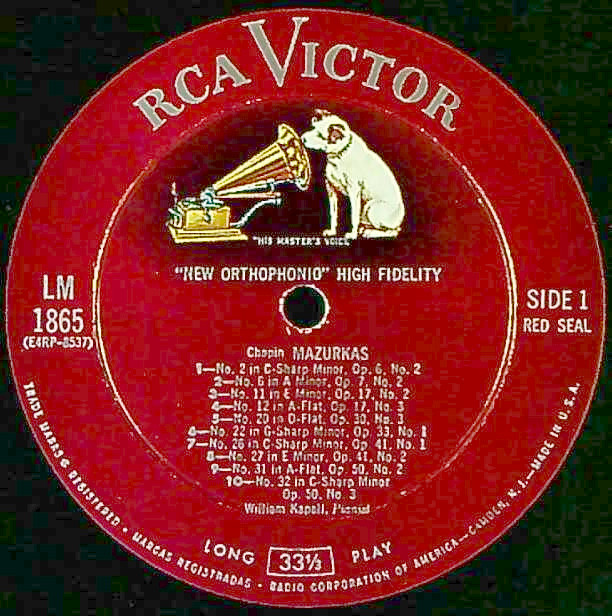 RCA VICTOR
"HIS MASTER'S VOICE"
"NEW ORTHOPHONIC" HIGH FIDELITY
LM
1865
(E4RP-8537)
SIDE 1
RED SEAL
Chopin MAZURKAS
1—No. 2 in C-Sharp Minor, Op. 6, No. 2
2—No. 6 in A Minor, Op. 7, No. 2
3—No. 11 in E Minor, Op. 17, No. 2
4—No. 12 in A-Flat, Op. 17, No. 3
5—No. 20 in D-Flat, Op. 30, No. 3
6—No. 22 in G-Sharp Minor, Op. 33, No. 1
7—No. 26 in C-Sharp Minor, Op. 41, No. 1
8—No. 27 in E Minor, Op. 41, No. 2
9—No. 31 in A-Flat, Op. 50, No. 2
10—No. 32 in C-Sharp Minor
Op. 50, No. 3
William Kapell, Pianist
LONG 33⅓ PLAY
TRADE MARKS REGISTERED • MARCAS REGISTRADAS • RADIO CORPORATION OF AMERICA—CAMDEN, N. J.—MADE IN U.S.A.